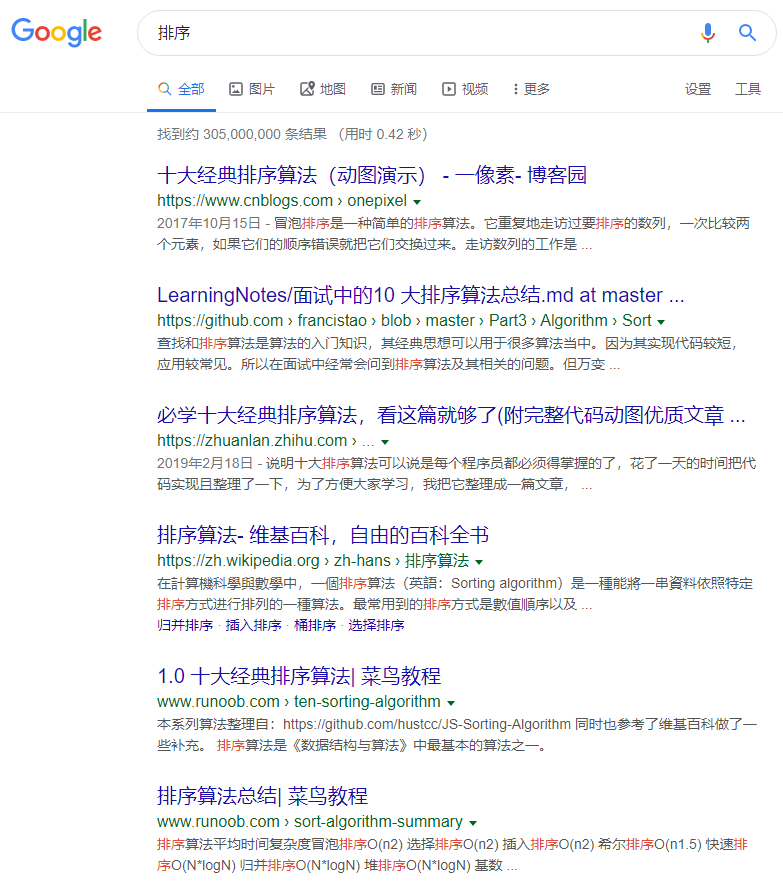 Google
排序
全部 图片 地图 新闻 视频 更多 设置 工具
找到约 305,000,000 条结果 （用时 0.42 秒）
十大经典排序算法（动图演示） - 一像素- 博客园
https://www.cnblogs.com › onepixel
2017年10月15日 - 冒泡排序是一种简单的排序算法。它重复地走访过要排序的数列，一次比较两
个元素，如果它们的顺序错误就把它们交换过来。走访数列的工作是 ...
LearningNotes/面试中的10 大排序算法总结.md at master ...
https://github.com › francistao › blob › master › Part3 › Algorithm › Sort
查找和排序算法是算法的入门知识，其经典思想可以用于很多算法当中。因为其实现代码较短，
应用较常见。所以在面试中经常会问到排序算法及其相关的问题。但万变 ...
必学十大经典排序算法，看这篇就够了(附完整代码动图优质文章 ...
https://zhuanlan.zhihu.com › ...
2019年2月18日 - 说明十大排序算法可以说是每个程序员都必须得掌握的了，花了一天的时间把代
码实现且整理了一下，为了方便大家学习，我把它整理成一篇文章， ...
排序算法- 维基百科，自由的百科全书
https://zh.wikipedia.org › zh-hans › 排序算法
在計算機科學與數學中，一個排序算法（英語：Sorting algorithm）是一種能將一串資料依照特定
排序方式进行排列的一種算法。最常用到的排序方式是數值順序以及 ...
归并排序 · 插入排序 · 桶排序 · 选择排序
1.0 十大经典排序算法| 菜鸟教程
www.runoob.com › ten-sorting-algorithm
本系列算法整理自：https://github.com/hustcc/JS-Sorting-Algorithm 同时也参考了维基百科做了一
些补充。 排序算法是《数据结构与算法》中最基本的算法之一。
排序算法总结| 菜鸟教程
www.runoob.com › sort-algorithm-summary
排序算法平均时间复杂度冒泡排序O(n2) 选择排序O(n2) 插入排序O(n2) 希尔排序O(n1.5) 快速排
序O(N*logN) 归并排序O(N*logN) 堆排序O(N*logN) 基数 ...